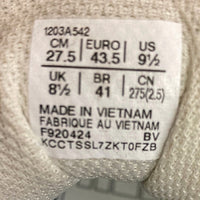 1203A542
CM EURO US
27.5 43.5 9½
UK BR CN
8½ 41 275(2.5)
MADE IN VIETNAM
FABRIQUE AU VIETNAM
F920424 BV
KCCTSSL7ZKT0FZB